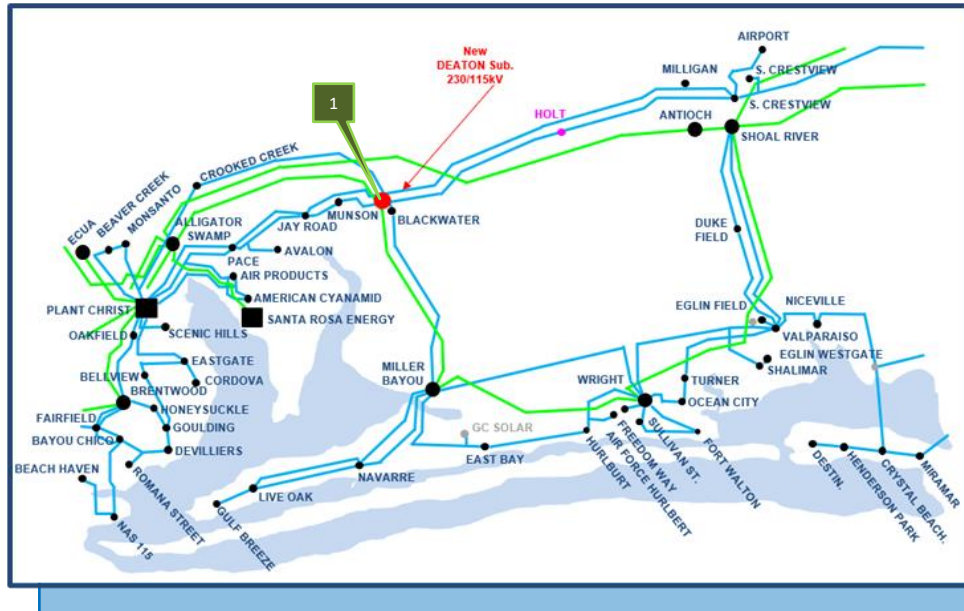 New
DEATON Sub.
230/115kV
1
AIRPORT
S. CRESTVIEW
MILLIGAN
S. CRESTVIEW
HOLT
ANTIOCH
SHOAL RIVER
CROOKED CREEK
BEAVER CREEK
MONSANTO
ECUA
ALLIGATOR
SWAMP
MUNSON
BLACKWATER
JAY ROAD
DUKE
FIELD
AVALON
PACE
AIR PRODUCTS
AMERICAN CYANAMID
PLANT CHRIST
SANTA ROSA ENERGY
EGLIN FIELD
NICEVILLE
OAKFIELD
SCENIC HILLS
VALPARAISO
EGLIN WESTGATE
SHALIMAR
EASTGATE
BELLVIEW
CORDOVA
BRENTWOOD
MILLER
BAYOU
WRIGHT
TURNER
HONEYSUCKLE
OCEAN CITY
FAIRFIELD
GOULDING
GC SOLAR
BAYOU CHICO
DEVILLIERS
EAST BAY
HURLBURT
FREEDOM WAY
AIR FORCE HURLBERT
SULLIVAN ST.
FORT WALTON
BEACH HAVEN
NAVARRE
ROMANA STREET
LIVE OAK
GULF BREEZE
NAS 115
DESTIN.
HENDERSON PARK
CRYSTAL BEACH.
MIRAMAR